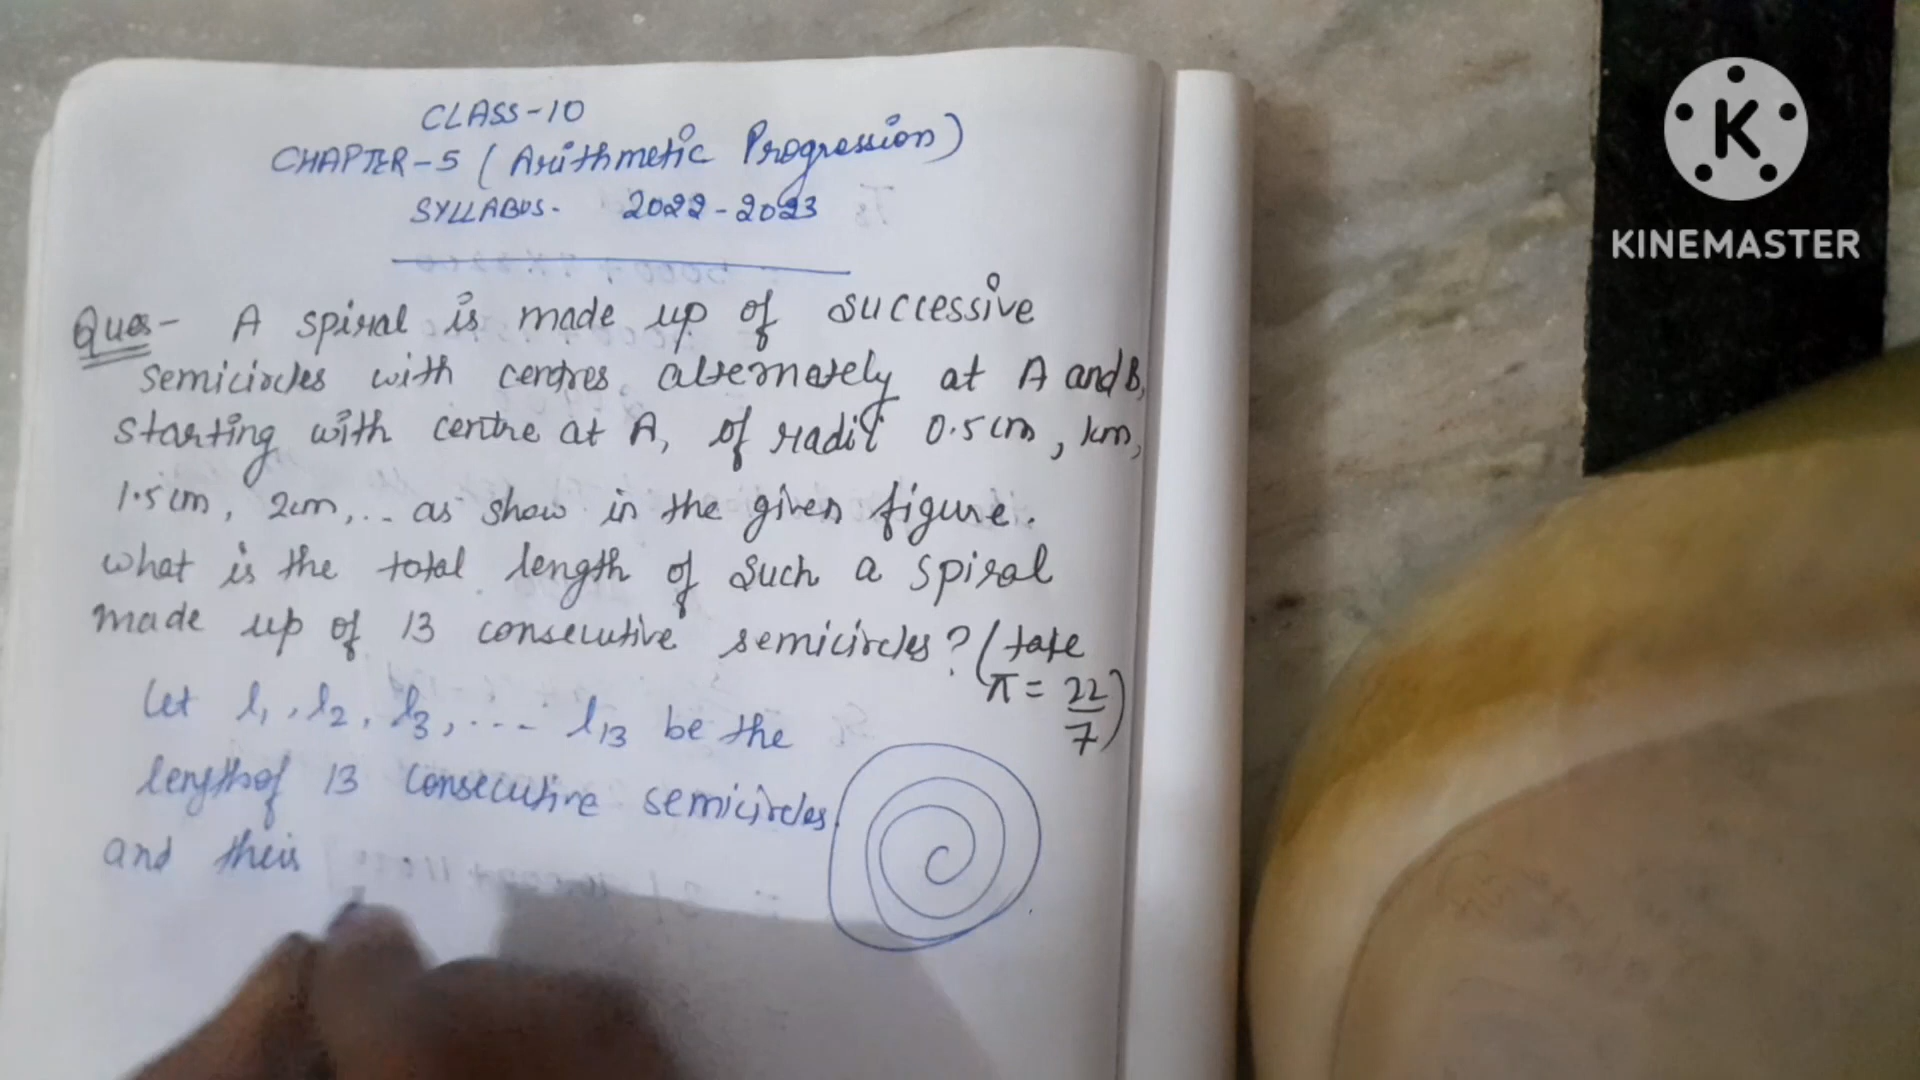 CLASS-10
CHAPTER-5 (Arithmetic Progression)
SYLLABUS- 2022-2023
Ques- A spiral is made up of successive
semicircles with centres alternately at A and B,
starting with centre at A, of radii 0.5cm, 1cm,
1.5cm, 2cm,... as show in the given figure.
what is the total length of such a spiral
made up of 13 consecutive semicircles? (take
π = 22/7)
Let l₁, l₂, l₃, ... l₁₃ be the
length of 13 consecutive semicircles.
and their
K
KINEMASTER